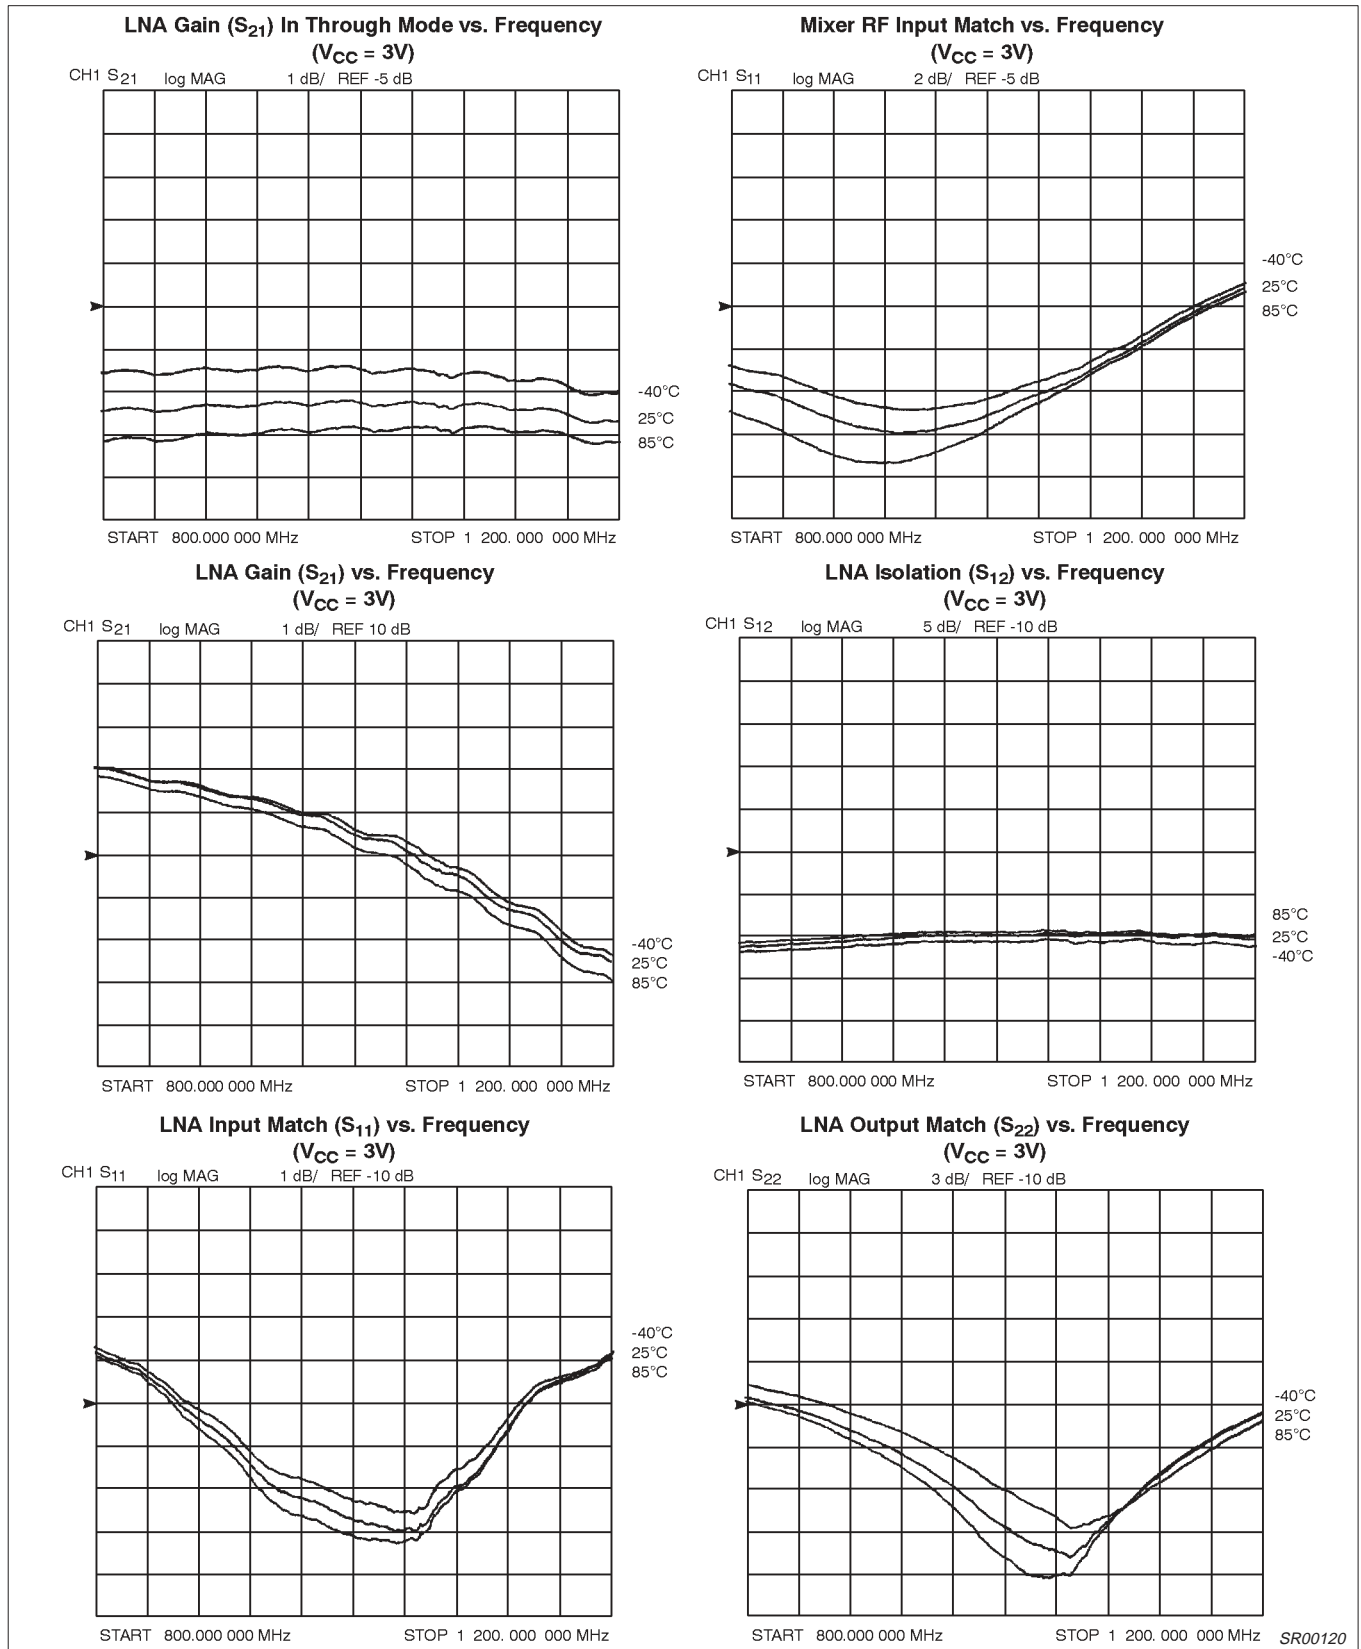 LNA Gain (S21) In Through Mode vs. Frequency
(VCC = 3V)
CH1 S21 log MAG 1 dB/ REF -5 dB
-40°C
25°C
85°C
START 800.000 000 MHz STOP 1 200. 000 000 MHz
Mixer RF Input Match vs. Frequency
(VCC = 3V)
CH1 S11 log MAG 2 dB/ REF -5 dB
-40°C
25°C
85°C
START 800.000 000 MHz STOP 1 200. 000 000 MHz
LNA Gain (S21) vs. Frequency
(VCC = 3V)
CH1 S21 log MAG 1 dB/ REF 10 dB
-40°C
25°C
85°C
START 800.000 000 MHz STOP 1 200. 000 000 MHz
LNA Isolation (S12) vs. Frequency
(VCC = 3V)
CH1 S12 log MAG 5 dB/ REF -10 dB
85°C
25°C
-40°C
START 800.000 000 MHz STOP 1 200. 000 000 MHz
LNA Input Match (S11) vs. Frequency
(VCC = 3V)
CH1 S11 log MAG 1 dB/ REF -10 dB
-40°C
25°C
85°C
START 800.000 000 MHz STOP 1 200. 000 000 MHz
LNA Output Match (S22) vs. Frequency
(VCC = 3V)
CH1 S22 log MAG 3 dB/ REF -10 dB
-40°C
25°C
85°C
START 800.000 000 MHz STOP 1 200. 000 000 MHz
SR00120